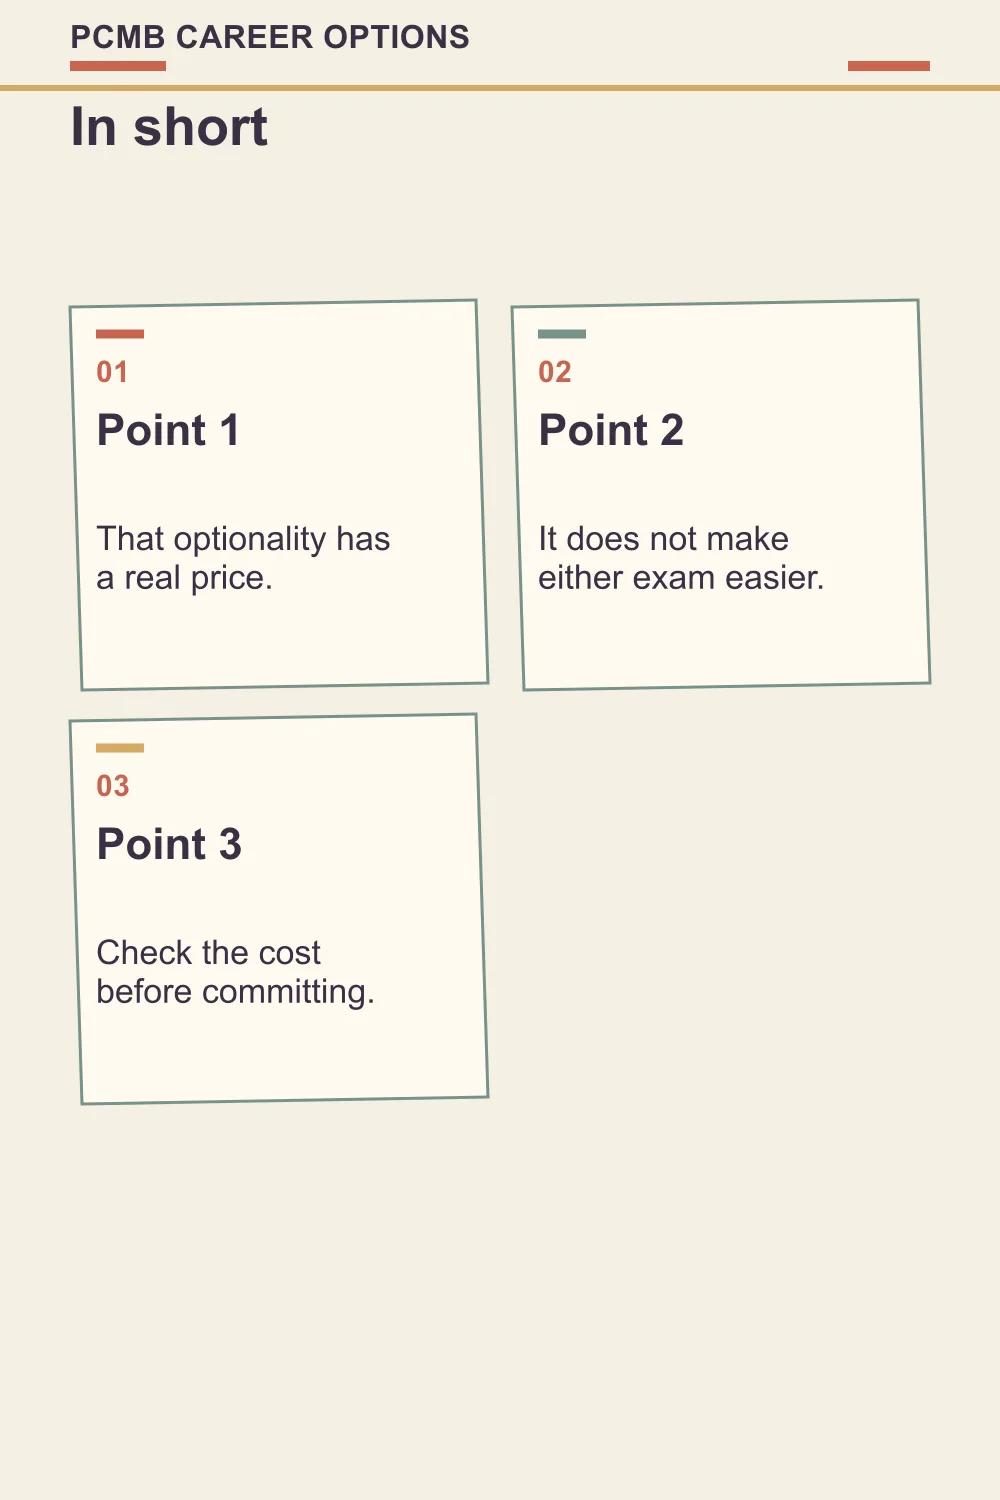 PCMB CAREER OPTIONS
In short
01
Point 1
That optionality has
a real price.
02
Point 2
It does not make
either exam easier.
03
Point 3
Check the cost
before committing.